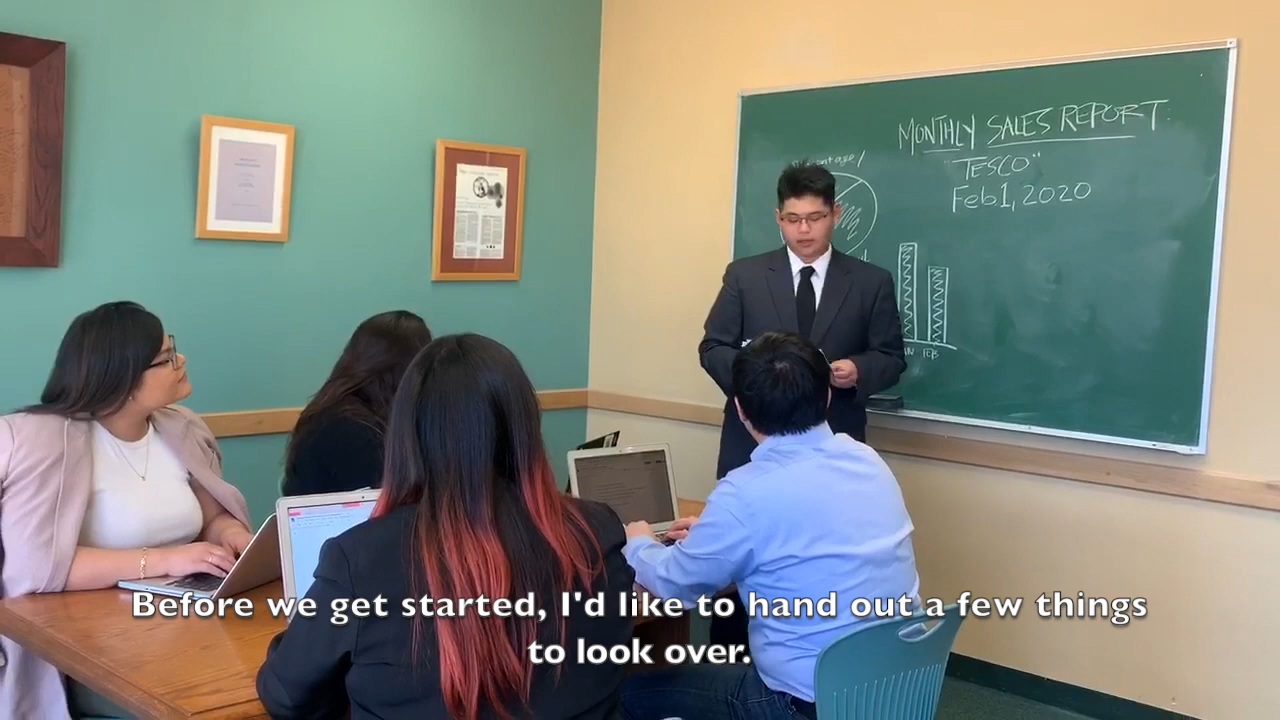 MONTHLY SALES REPORT:
"TESCO"
Feb 1, 2020
FEB
Before we get started, I'd like to hand out a few things
to look over.